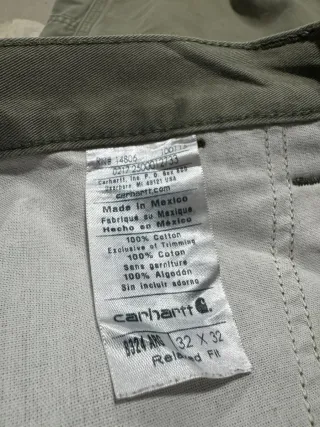 RN# 14806
Carhartt, Inc. P.O. Box 600
Dearborn, MI 48121 USA
carhartt.com
Made in Mexico
Fabriqué au Mexique
Hecho en México
100% Cotton
Exclusive of Trimming
100% Coton
Sans garniture
100% Algodón
Sin incluir adorno
carhartt
32 X 32
Relaxed Fit